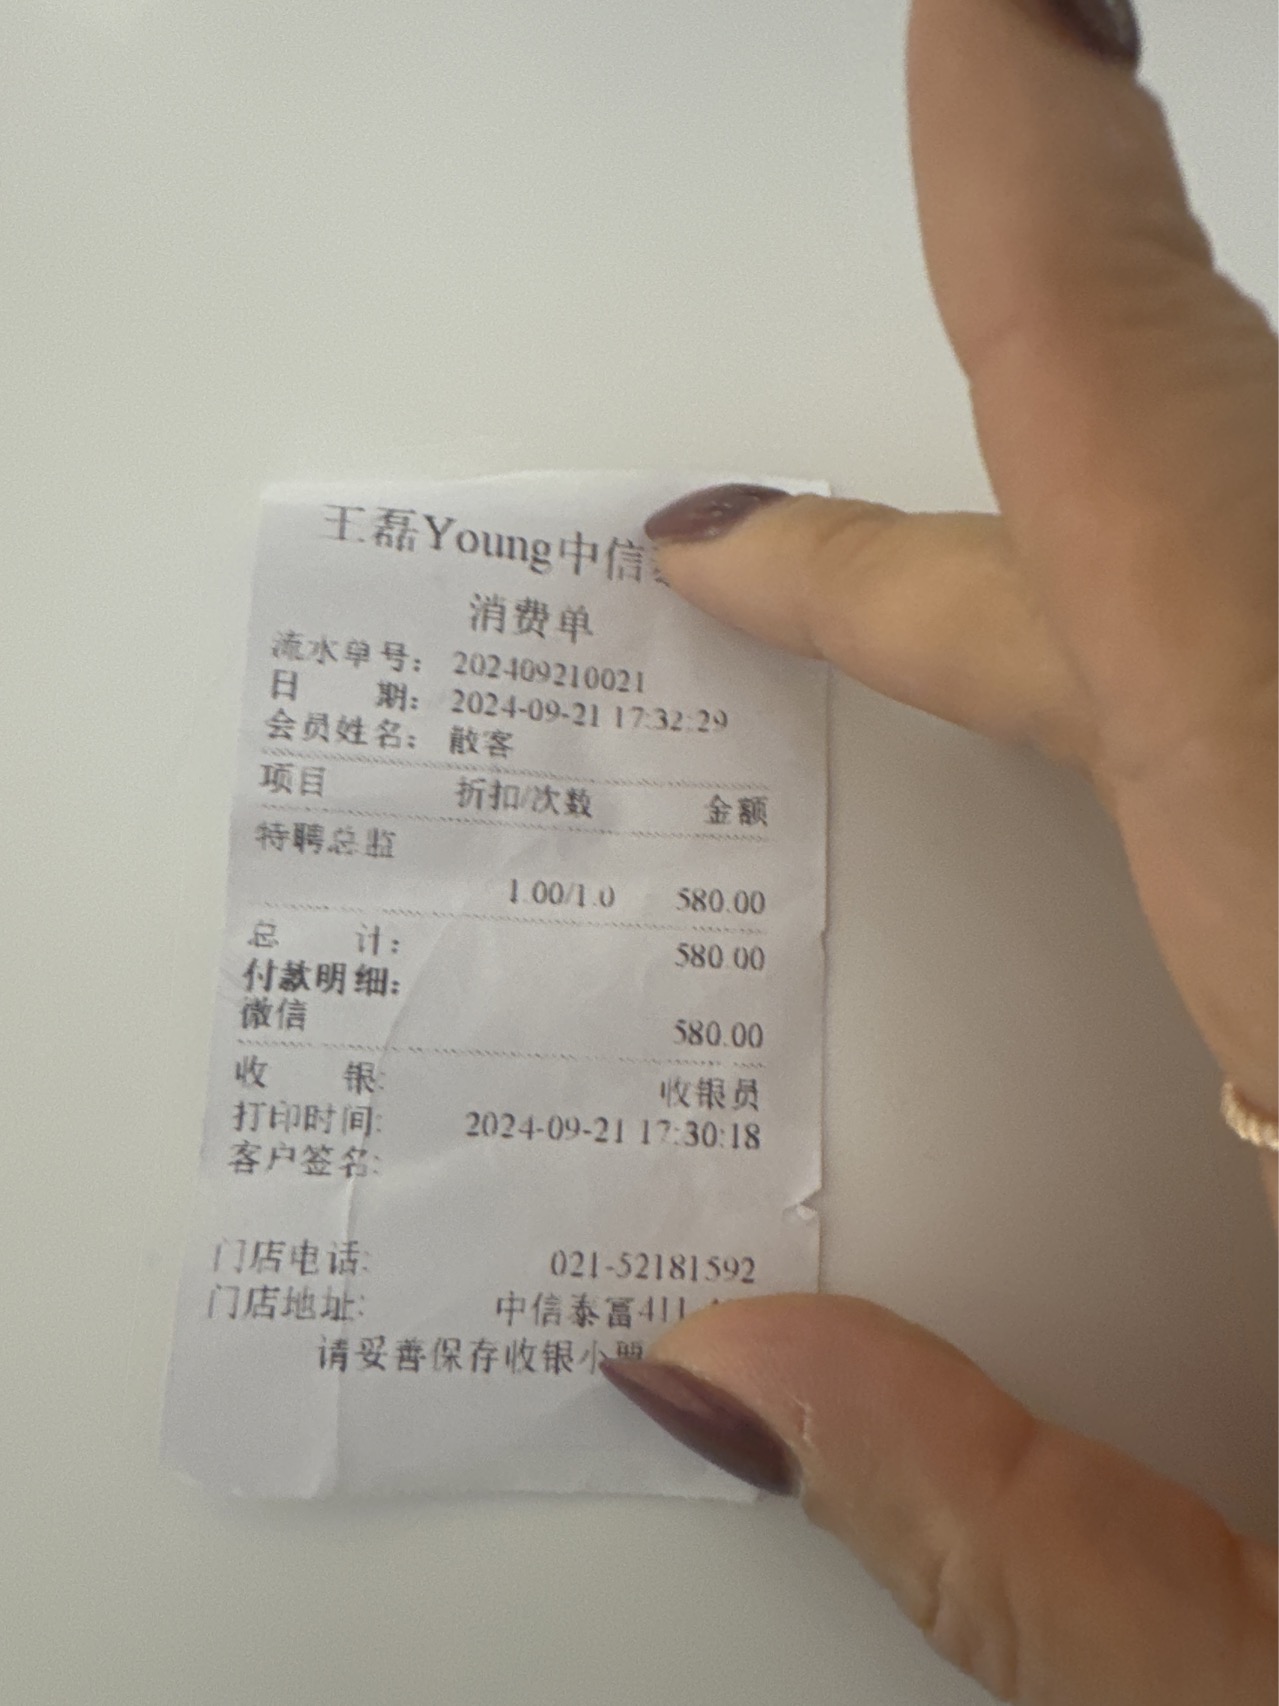 王磊Young中信
消费单
流水单号: 202409210021
日 期: 2024-09-21 17:32:29
会员姓名: 散客
项目 折扣/次数 金额
特聘总监
1.00/1.0 580.00
总 计: 580.00
付款明细:
微信 580.00
收 银: 收银员
打印时间: 2024-09-21 17:30:18
客户签名:
门店电话: 021-52181592
门店地址: 中信泰富411
请妥善保存收银小票